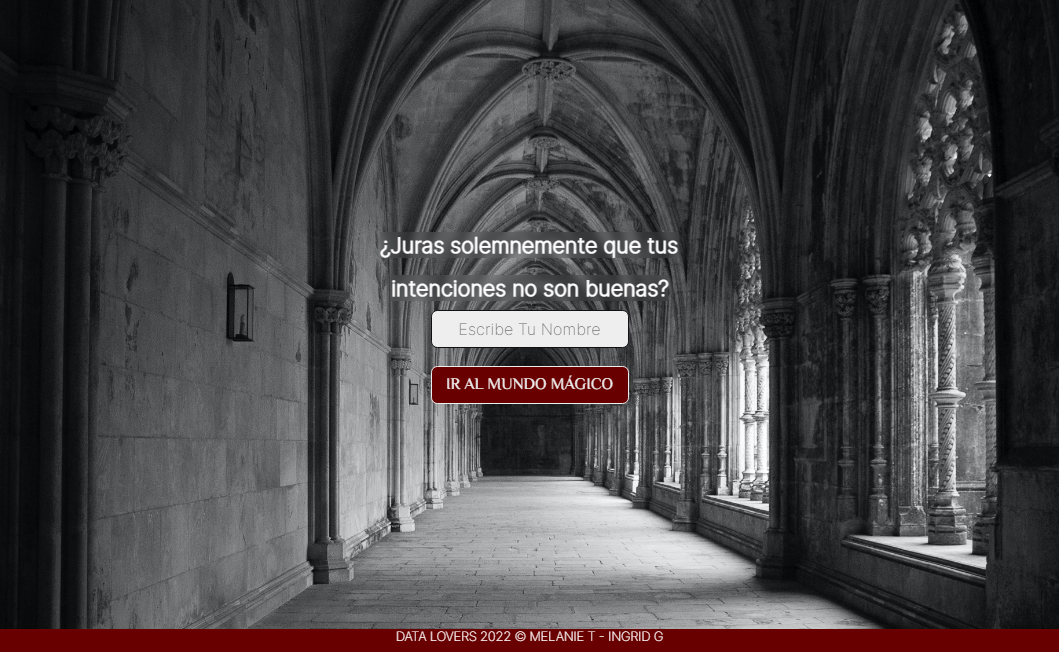 ¿Juras solemnemente que tus
intenciones no son buenas?
Escribe Tu Nombre
IR AL MUNDO MÁGICO
DATA LOVERS 2022 © MELANIE T - INGRID G